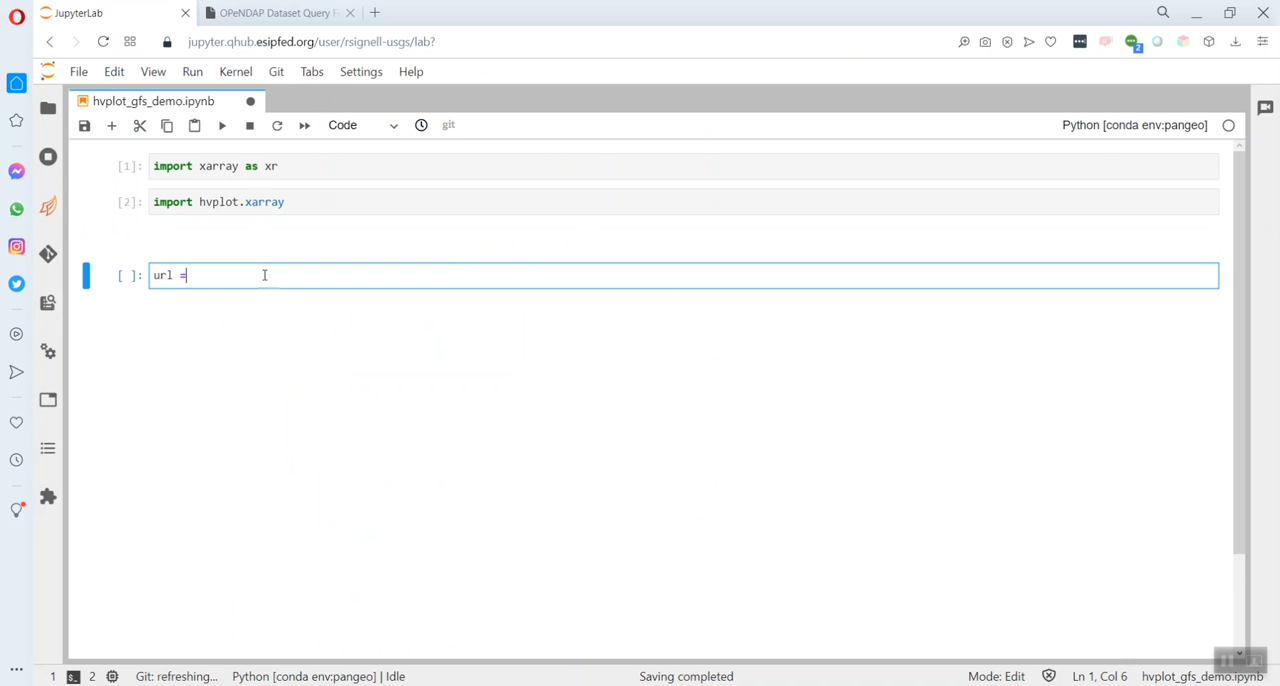 JupyterLab
OPeNDAP Dataset Query F
jupyter.qhub.esipfed.org/user/rsignell-usgs/lab?
2
File Edit View Run Kernel Git Tabs Settings Help
hvplot_gfs_demo.ipynb
Code
git
Python [conda env:pangeo]
[1]: import xarray as xr
[2]: import hvplot.xarray
[ ]: url =
1 $_ 2 Git: refreshing... Python [conda env:pangeo] | Idle Saving completed Mode: Edit Ln 1, Col 6 hvplot_gfs_demo.ipynb